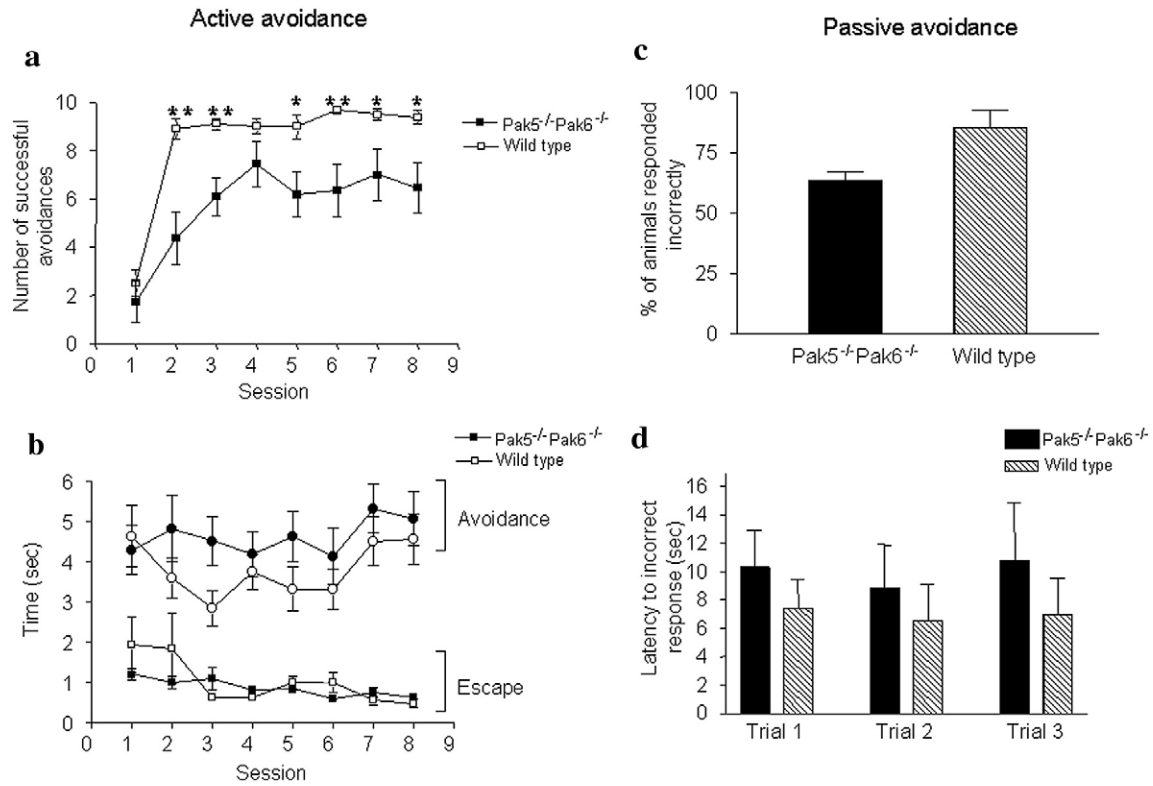 Active avoidance
a
Number of successful
avoidances
10
8
6
4
2
0
** ** * ** * *
Pak5-/-Pak6-/-
Wild type
0 1 2 3 4 5 6 7 8 9
Session
b
Pak5-/-Pak6-/-
Wild type
Time (sec)
6
5
4
3
2
1
0
Avoidance
Escape
0 1 2 3 4 5 6 7 8 9
Session
Passive avoidance
c
% of animals responded
incorrectly
100
75
50
25
0
Pak5-/-Pak6-/- Wild type
d
Pak5-/-Pak6-/-
Wild type
Latency to incorrect
response (sec)
16
14
12
10
8
6
4
2
0
Trial 1 Trial 2 Trial 3